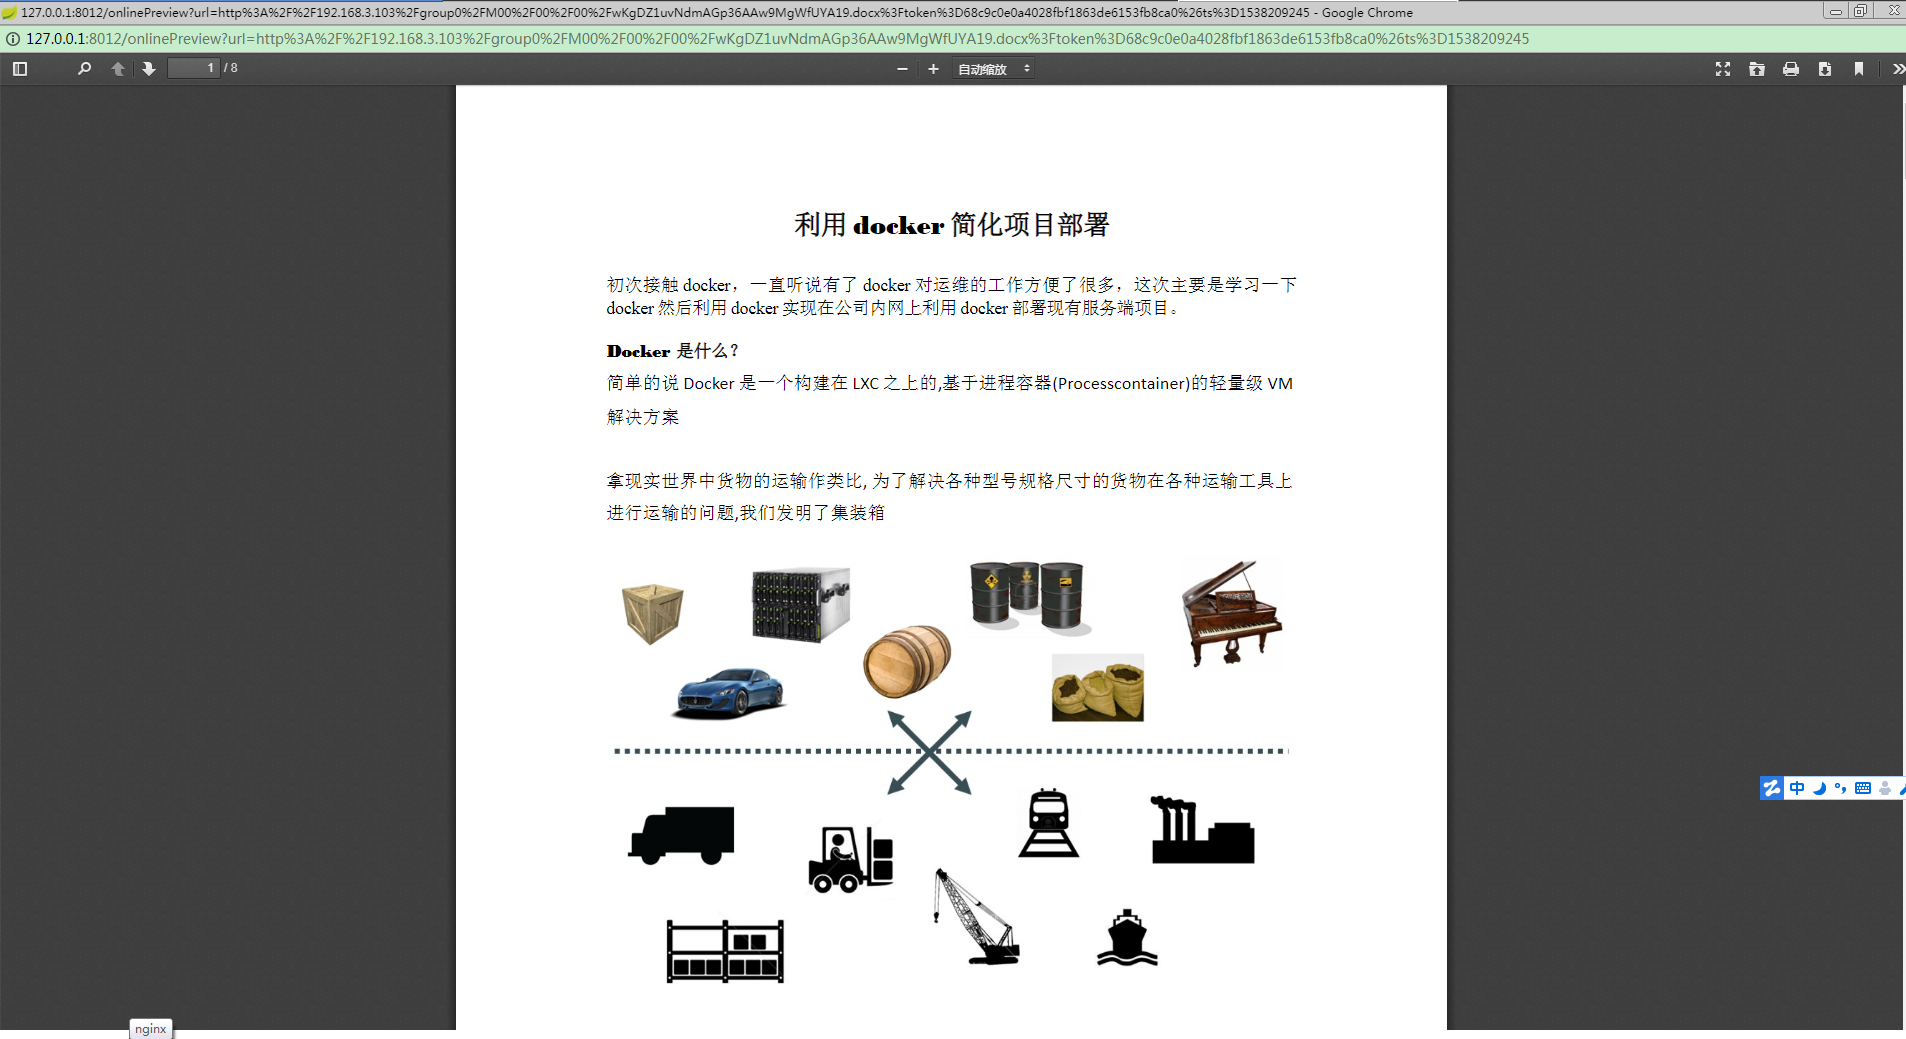 127.0.0.1:8012/onlinePreview?url=http%3A%2F%2F192.168.3.103%2Fgroup0%2FM00%2F00%2F00%2FwKgDZ1uvNdmAGp36AAw9MgWfUYA19.docx%3Ftoken%3D68c9c0e0a4028fbf1863de6153fb8ca0%26ts%3D1538209245 - Google Chrome
127.0.0.1:8012/onlinePreview?url=http%3A%2F%2F192.168.3.103%2Fgroup0%2FM00%2F00%2F00%2FwKgDZ1uvNdmAGp36AAw9MgWfUYA19.docx%3Ftoken%3D68c9c0e0a4028fbf1863de6153fb8ca0%26ts%3D1538209245
1 / 8
自动缩放
利用 docker 简化项目部署
初次接触 docker，一直听说有了 docker 对运维的工作方便了很多，这次主要是学习一下
docker 然后利用 docker 实现在公司内网上利用 docker 部署现有服务端项目。
Docker 是什么？
简单的说 Docker 是一个构建在 LXC 之上的,基于进程容器(Processcontainer)的轻量级 VM
解决方案
拿现实世界中货物的运输作类比, 为了解决各种型号规格尺寸的货物在各种运输工具上
进行运输的问题,我们发明了集装箱
中
nginx